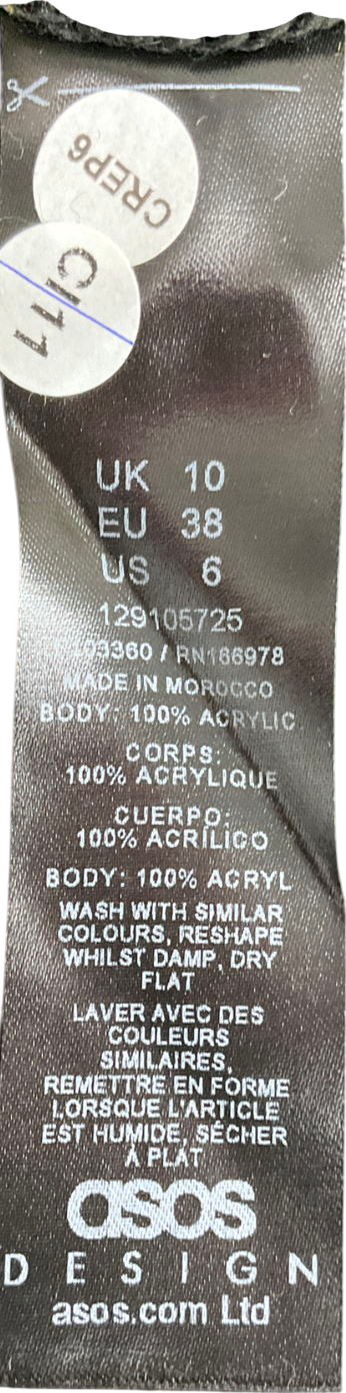 CREP6
CI11
UK 10
EU 38
US 6
129105725
3360 / RN166978
MADE IN MOROCCO
BODY: 100% ACRYLIC
CORPS:
100% ACRYLIQUE
CUERPO:
100% ACRÍLICO
BODY: 100% ACRYL
WASH WITH SIMILAR
COLOURS, RESHAPE
WHILST DAMP, DRY
FLAT
LAVER AVEC DES
COULEURS
SIMILAIRES,
REMETTRE EN FORME
LORSQUE L'ARTICLE
EST HUMIDE, SÉCHER
À PLAT
asos
DESIGN
asos.com Ltd